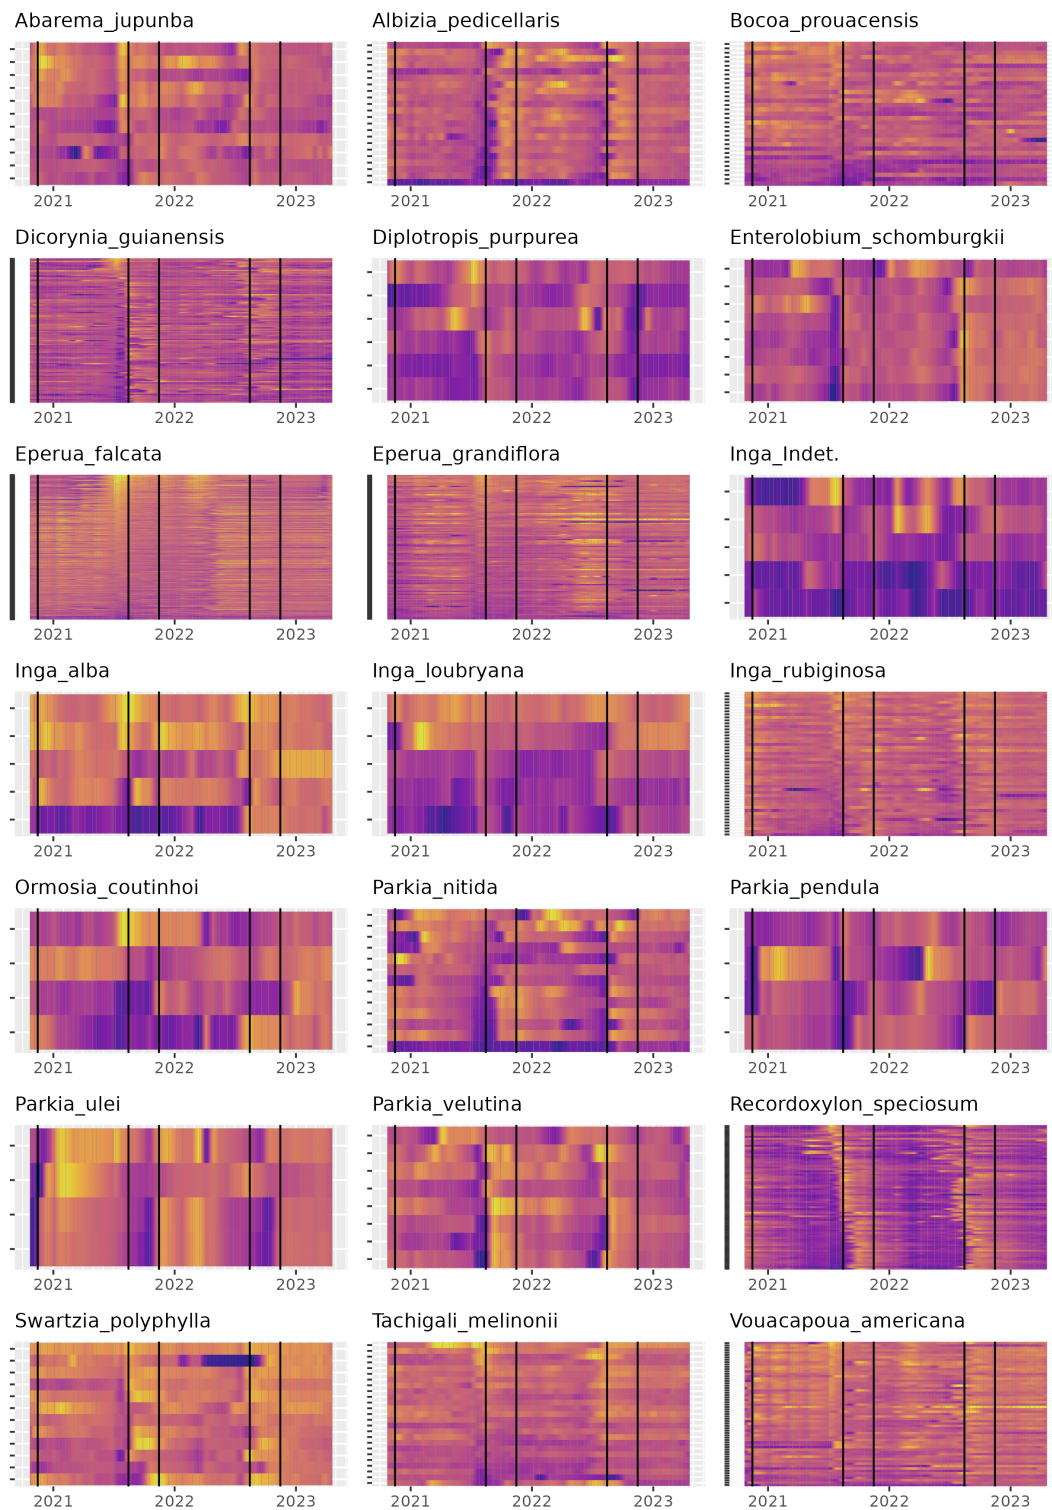 Abarema_jupunba Albizia_pedicellaris Bocoa_prouacensis
2021 2022 2023 2021 2022 2023 2021 2022 2023
Dicorynia_guianensis Diplotropis_purpurea Enterolobium_schomburgkii
2021 2022 2023 2021 2022 2023 2021 2022 2023
Eperua_falcata Eperua_grandiflora Inga_Indet.
2021 2022 2023 2021 2022 2023 2021 2022 2023
Inga_alba Inga_loubryana Inga_rubiginosa
2021 2022 2023 2021 2022 2023 2021 2022 2023
Ormosia_coutinhoi Parkia_nitida Parkia_pendula
2021 2022 2023 2021 2022 2023 2021 2022 2023
Parkia_ulei Parkia_velutina Recordoxylon_speciosum
2021 2022 2023 2021 2022 2023 2021 2022 2023
Swartzia_polyphylla Tachigali_melinonii Vouacapoua_americana
2021 2022 2023 2021 2022 2023 2021 2022 2023